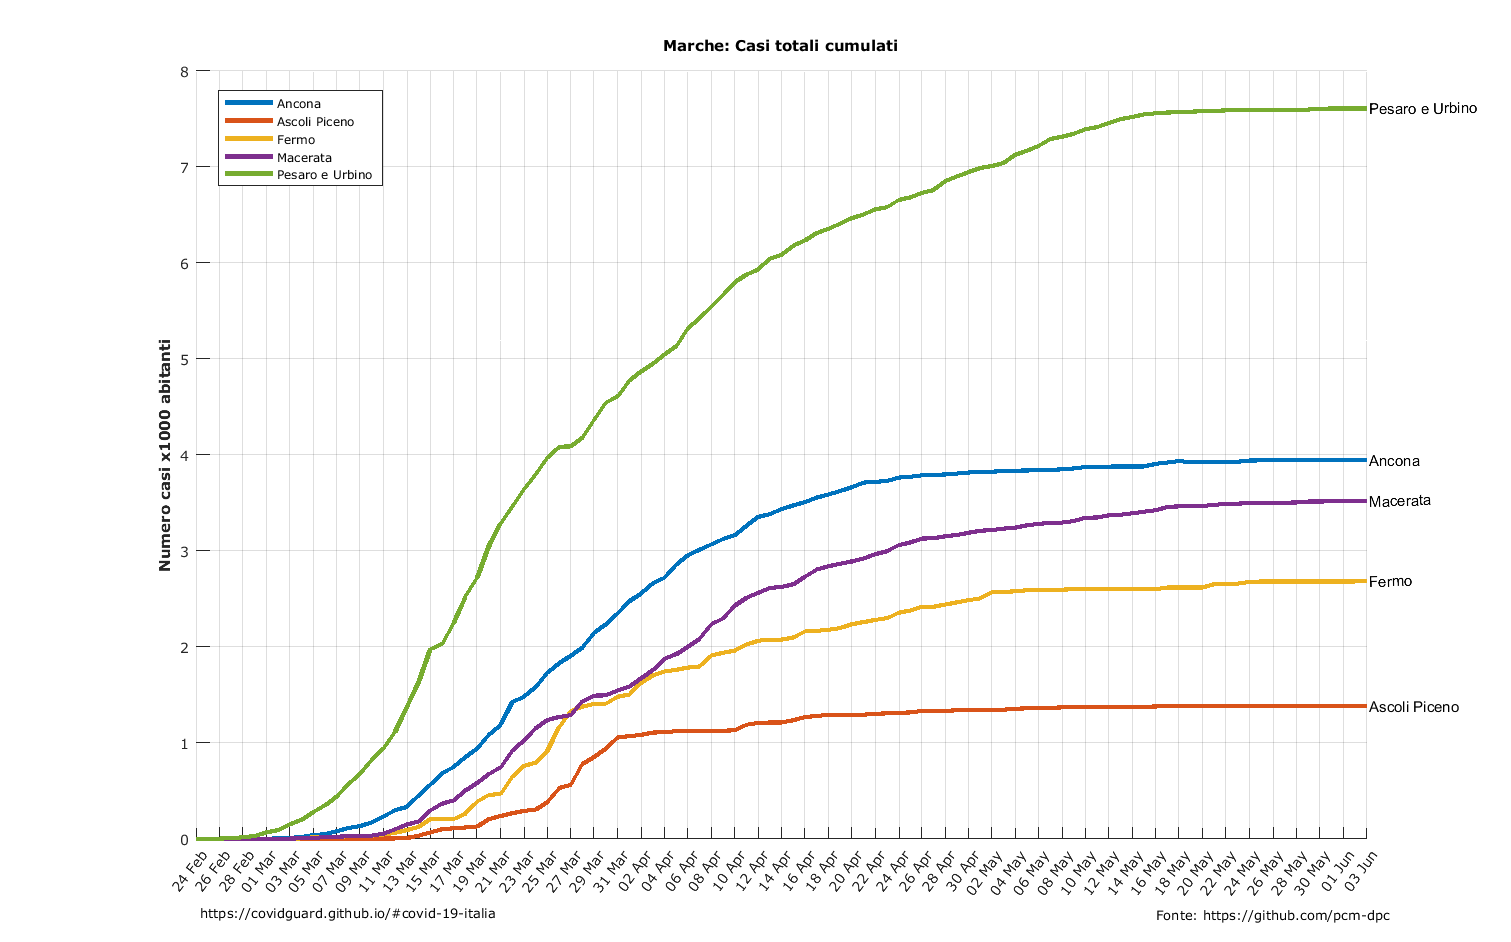 Marche: Casi totali cumulati
Numero casi x1000 abitanti
8
7
6
5
4
3
2
1
0
Ancona
Ascoli Piceno
Fermo
Macerata
Pesaro e Urbino
Pesaro e Urbino
Ancona
Macerata
Fermo
Ascoli Piceno
24 Feb
26 Feb
28 Feb
01 Mar
03 Mar
05 Mar
07 Mar
09 Mar
11 Mar
13 Mar
15 Mar
17 Mar
19 Mar
21 Mar
23 Mar
25 Mar
27 Mar
29 Mar
31 Mar
02 Apr
04 Apr
06 Apr
08 Apr
10 Apr
12 Apr
14 Apr
16 Apr
18 Apr
20 Apr
22 Apr
24 Apr
26 Apr
28 Apr
30 Apr
02 May
04 May
06 May
08 May
10 May
12 May
14 May
16 May
18 May
20 May
22 May
24 May
26 May
28 May
30 May
01 Jun
03 Jun
https://covidguard.github.io/#covid-19-italia
Fonte: https://github.com/pcm-dpc